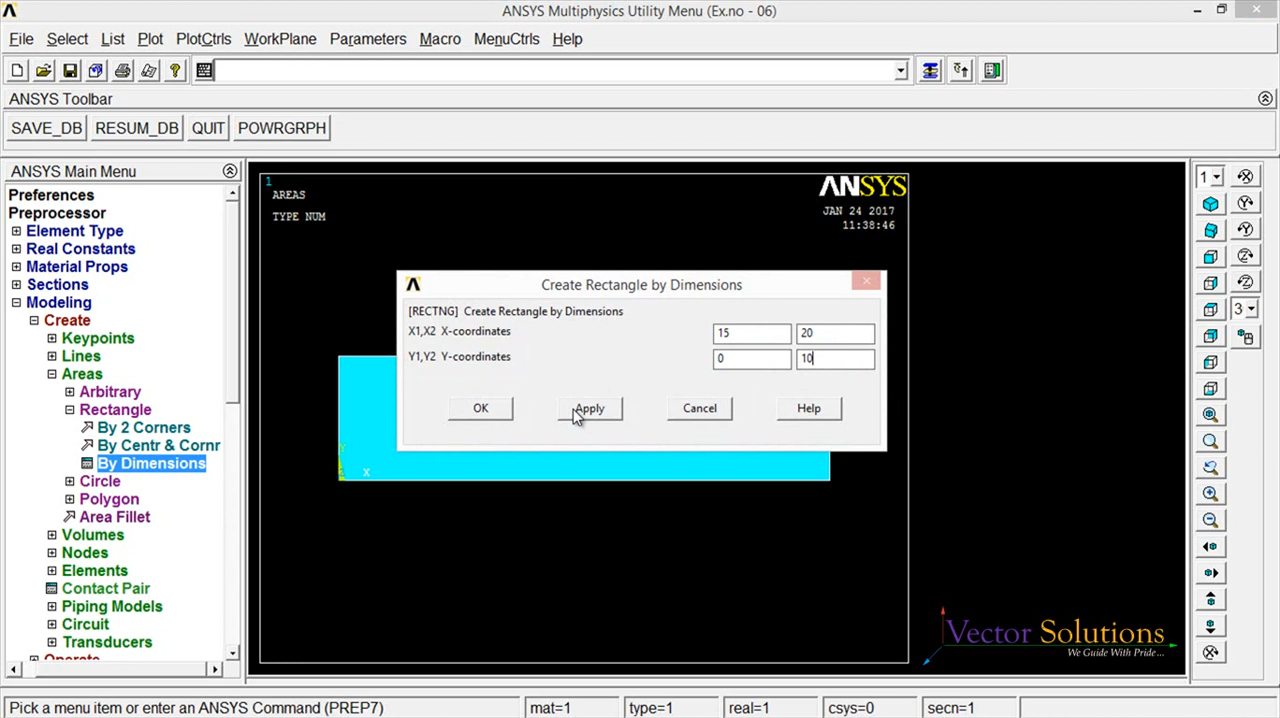 ANSYS Multiphysics Utility Menu (Ex.no - 06)
File Select List Plot PlotCtrls WorkPlane Parameters Macro MenuCtrls Help
ANSYS Toolbar
SAVE_DB RESUM_DB QUIT POWRGRPH
ANSYS Main Menu
Preferences
Preprocessor
Element Type
Real Constants
Material Props
Sections
Modeling
Create
Keypoints
Lines
Areas
Arbitrary
Rectangle
By 2 Corners
By Centr & Cornr
By Dimensions
Circle
Polygon
Area Fillet
Volumes
Nodes
Elements
Contact Pair
Piping Models
Circuit
Transducers
Operate
1
AREAS
TYPE NUM
ANSYS
JAN 24 2017
11:38:46
Create Rectangle by Dimensions
[RECTNG] Create Rectangle by Dimensions
X1,X2 X-coordinates 15 20
Y1,Y2 Y-coordinates 0 10
OK Apply Cancel Help
Y
X
1
3
Vector Solutions
We Guide With Pride...
Pick a menu item or enter an ANSYS Command (PREP7) mat=1 type=1 real=1 csys=0 secn=1